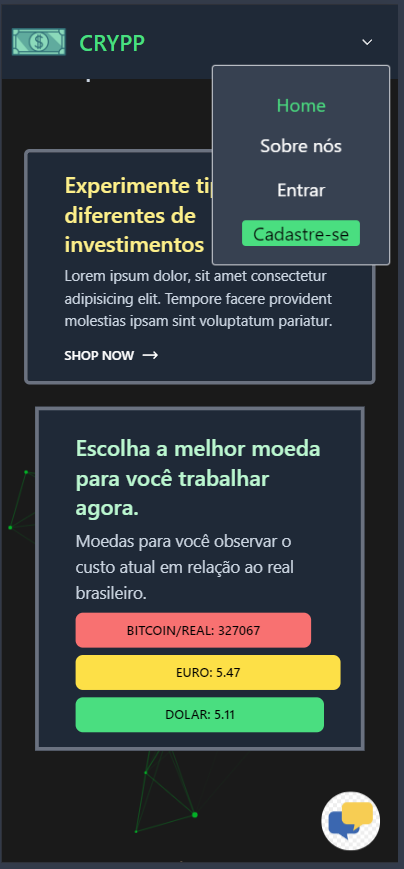 CRYPP
Home
Sobre nós
Entrar
Cadastre-se
Experimente
diferentes de
investimentos
Lorem ipsum dolor, sit amet consectetur
adipisicing elit. Tempore facere provident
molestias ipsam sint voluptatum pariatur.
SHOP NOW →
Escolha a melhor moeda
para você trabalhar
agora.
Moedas para você observar o
custo atual em relação ao real
brasileiro.
BITCOIN/REAL: 327067
EURO: 5.47
DOLAR: 5.11